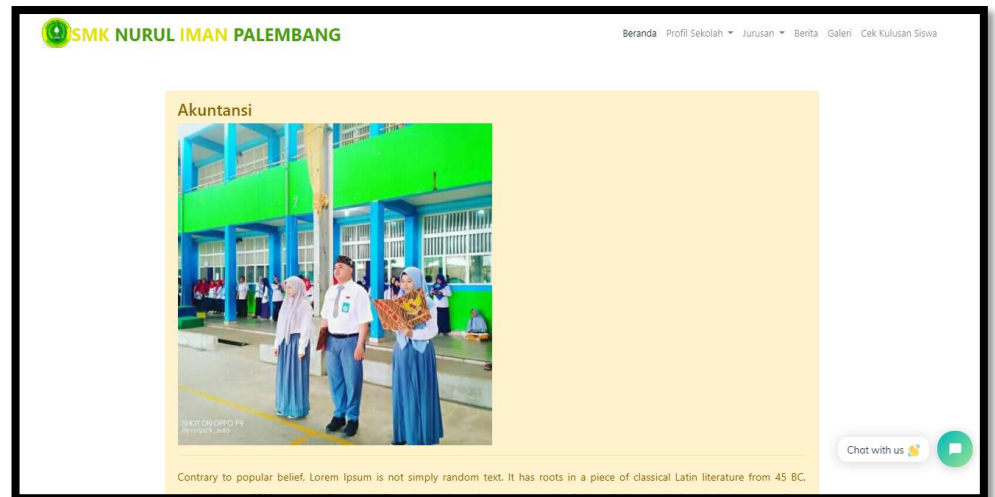 SMK NURUL IMAN PALEMBANG
Beranda Profil Sekolah Jurusan Berita Galeri Cek Kulusan Siswa
Akuntansi
SHOT ON OPPO F9
Chat with us
Contrary to popular belief, Lorem Ipsum is not simply random text. It has roots in a piece of classical Latin literature from 45 BC,